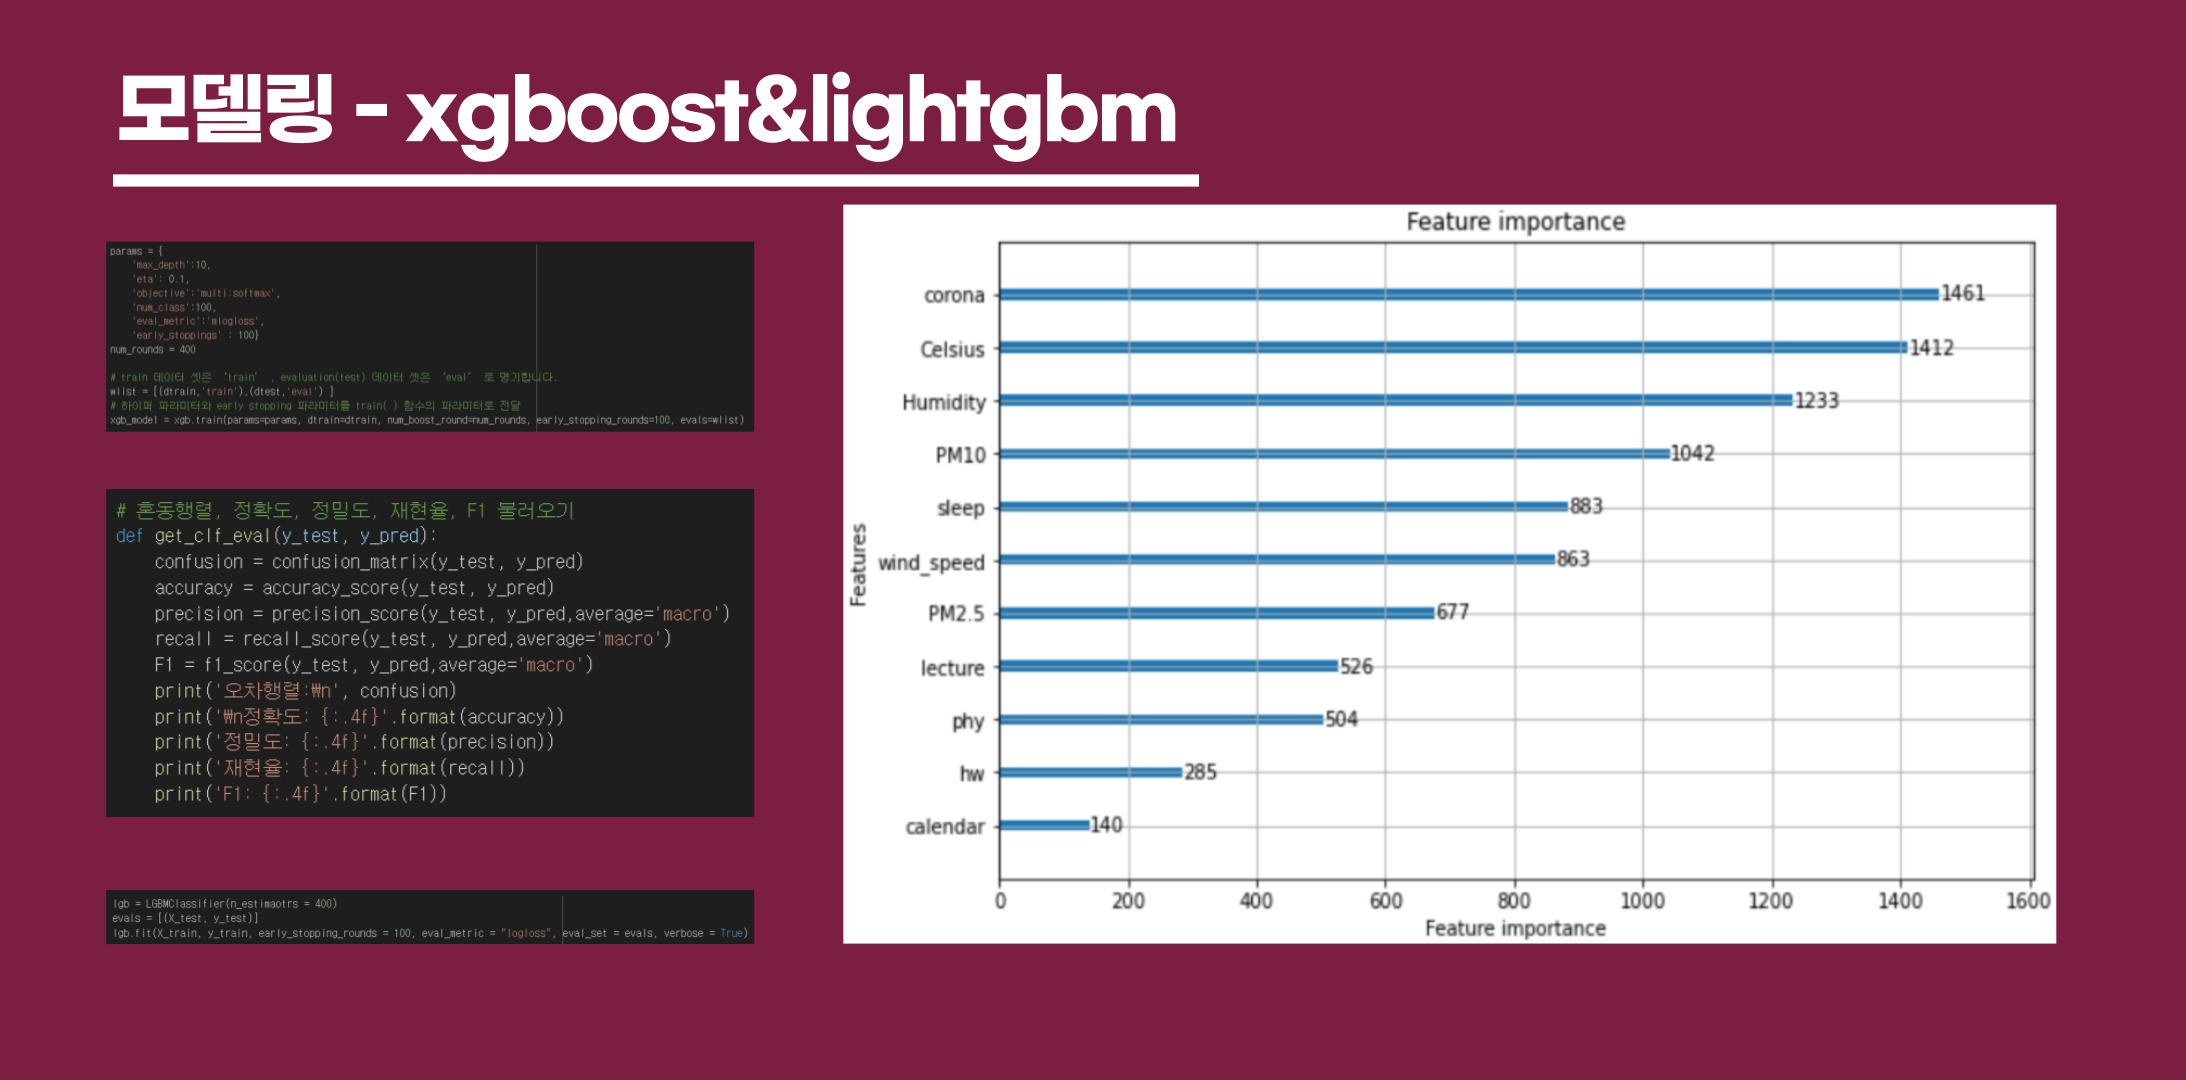 모델링 - xgboost&lightgbm
params = {
'max_depth':10,
'eta': 0.1,
'objective':'multi:softmax',
'num_class':100,
'eval_metric':'mlogloss',
'early_stoppings' : 100}
num_rounds = 400
# train 데이터 셋은 'train' , evaluation(test) 데이터 셋은 'eval' 로 명기합니다.
wlist = [(dtrain,'train'),(dtest,'eval') ]
# 하이퍼 파라미터와 early stopping 파라미터를 train( ) 함수의 파라미터로 전달
xgb_model = xgb.train(params=params, dtrain=dtrain, num_boost_round=num_rounds, early_stopping_rounds=100, evals=wlist)
# 혼동행렬, 정확도, 정밀도, 재현율, F1 불러오기
def get_clf_eval(y_test, y_pred):
confusion = confusion_matrix(y_test, y_pred)
accuracy = accuracy_score(y_test, y_pred)
precision = precision_score(y_test, y_pred,average='macro')
recall = recall_score(y_test, y_pred,average='macro')
F1 = f1_score(y_test, y_pred,average='macro')
print('오차행렬:₩n', confusion)
print('₩n정확도: {:.4f}'.format(accuracy))
print('정밀도: {:.4f}'.format(precision))
print('재현율: {:.4f}'.format(recall))
print('F1: {:.4f}'.format(F1))
lgb = LGBMClassifier(n_estimaotrs = 400)
evals = [(X_test, y_test)]
lgb.fit(X_train, y_train, early_stopping_rounds = 100, eval_metric = "logloss", eval_set = evals, verbose = True)
Feature importance
Features
corona 1461
Celsius 1412
Humidity 1233
PM10 1042
sleep 883
wind_speed 863
PM2.5 677
lecture 526
phy 504
hw 285
calendar 140
0 200 400 600 800 1000 1200 1400 1600
Feature importance